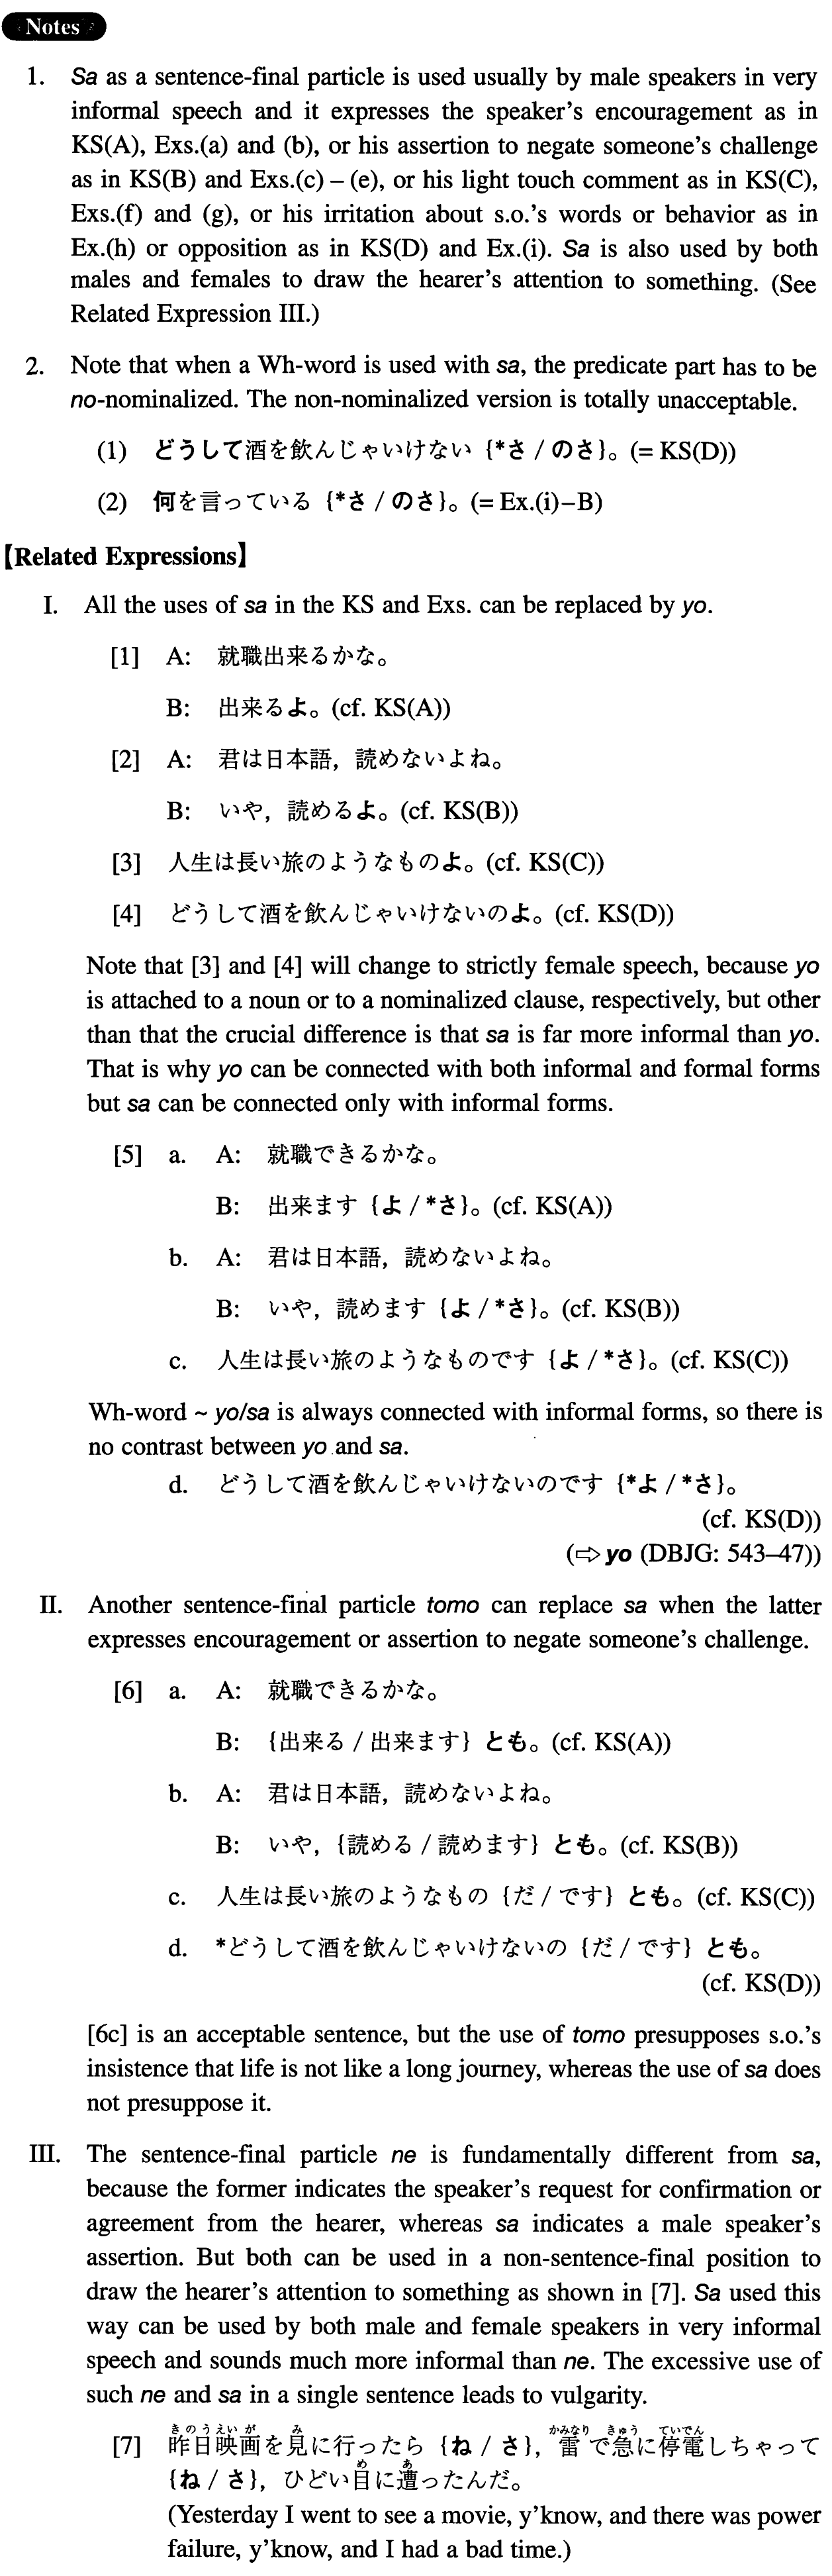 Notes
1. Sa as a sentence-final particle is used usually by male speakers in very
informal speech and it expresses the speaker's encouragement as in
KS(A), Exs.(a) and (b), or his assertion to negate someone's challenge
as in KS(B) and Exs.(c) – (e), or his light touch comment as in KS(C),
Exs.(f) and (g), or his irritation about s.o.'s words or behavior as in
Ex.(h) or opposition as in KS(D) and Ex.(i). Sa is also used by both
males and females to draw the hearer's attention to something. (See
Related Expression III.)
2. Note that when a Wh-word is used with sa, the predicate part has to be
no-nominalized. The non-nominalized version is totally unacceptable.
(1) どうして酒を飲んじゃいけない {*さ / のさ}。(= KS(D))
(2) 何を言っている {*さ / のさ}。(= Ex.(i)–B)
【Related Expressions】
I. All the uses of sa in the KS and Exs. can be replaced by yo.
[1] A: 就職出来るかな。
B: 出来るよ。(cf. KS(A))
[2] A: 君は日本語，読めないよね。
B: いや，読めるよ。(cf. KS(B))
[3] 人生は長い旅のようなものよ。(cf. KS(C))
[4] どうして酒を飲んじゃいけないのよ。(cf. KS(D))
Note that [3] and [4] will change to strictly female speech, because yo
is attached to a noun or to a nominalized clause, respectively, but other
than that the crucial difference is that sa is far more informal than yo.
That is why yo can be connected with both informal and formal forms
but sa can be connected only with informal forms.
[5] a. A: 就職できるかな。
B: 出来ます {よ / *さ}。(cf. KS(A))
b. A: 君は日本語，読めないよね。
B: いや，読めます {よ / *さ}。(cf. KS(B))
c. 人生は長い旅のようなものです {よ / *さ}。(cf. KS(C))
Wh-word ~ yo/sa is always connected with informal forms, so there is
no contrast between yo and sa.
d. どうして酒を飲んじゃいけないのです {*よ / *さ}。
(cf. KS(D))
(⇨ yo (DBJG: 543–47))
II. Another sentence-final particle tomo can replace sa when the latter
expresses encouragement or assertion to negate someone's challenge.
[6] a. A: 就職できるかな。
B: {出来る / 出来ます} とも。(cf. KS(A))
b. A: 君は日本語，読めないよね。
B: いや，{読める / 読めます} とも。(cf. KS(B))
c. 人生は長い旅のようなもの {だ / です} とも。(cf. KS(C))
d. *どうして酒を飲んじゃいけないの {だ / です} とも。
(cf. KS(D))
[6c] is an acceptable sentence, but the use of tomo presupposes s.o.'s
insistence that life is not like a long journey, whereas the use of sa does
not presuppose it.
III. The sentence-final particle ne is fundamentally different from sa,
because the former indicates the speaker's request for confirmation or
agreement from the hearer, whereas sa indicates a male speaker's
assertion. But both can be used in a non-sentence-final position to
draw the hearer's attention to something as shown in [7]. Sa used this
way can be used by both male and female speakers in very informal
speech and sounds much more informal than ne. The excessive use of
such ne and sa in a single sentence leads to vulgarity.
きのうえいが み かみなり きゅう ていでん
[7] 昨日映画を見に行ったら {ね / さ}，雷で急に停電しちゃって
め あ
{ね / さ}，ひどい目に遭ったんだ。
(Yesterday I went to see a movie, y'know, and there was power
failure, y'know, and I had a bad time.)